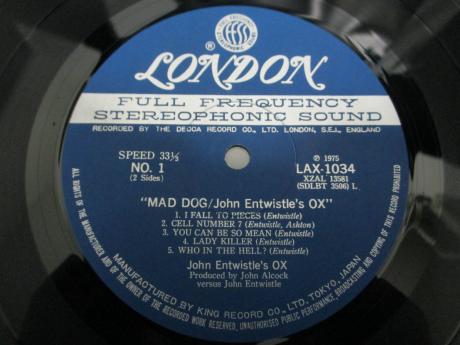 FULL FREQUENCY
STEREOPHONIC SOUND
® LONDON
FULL FREQUENCY
STEREOPHONIC SOUND
RECORDED BY THE DECCA RECORD CO., LTD. LONDON, S.E., ENGLAND
SPEED 33⅓
NO. 1
(2 Sides)
℗ 1975
LAX-1034
XZAL 13581
(SDLBT 3506) L
"MAD DOG/John Entwistle's OX"
1. I FALL TO PIECES (Entwistle)
2. CELL NUMBER 7 (Entwistle, Ashton)
3. YOU CAN BE SO MEAN (Entwistle)
4. LADY KILLER (Entwistle)
5. WHO IN THE HELL? (Entwistle)
John Entwistle's OX
Produced by John Alcock
versus John Entwistle
MANUFACTURED BY KING RECORD CO., LTD, TOKYO, JAPAN
ALL RIGHTS OF THE MANUFACTURER AND OF THE OWNER OF THE RECORDED WORK RESERVED. UNAUTHORISED PUBLIC PERFORMANCE, BROADCASTING AND COPYING OF THIS RECORD PROHIBITED